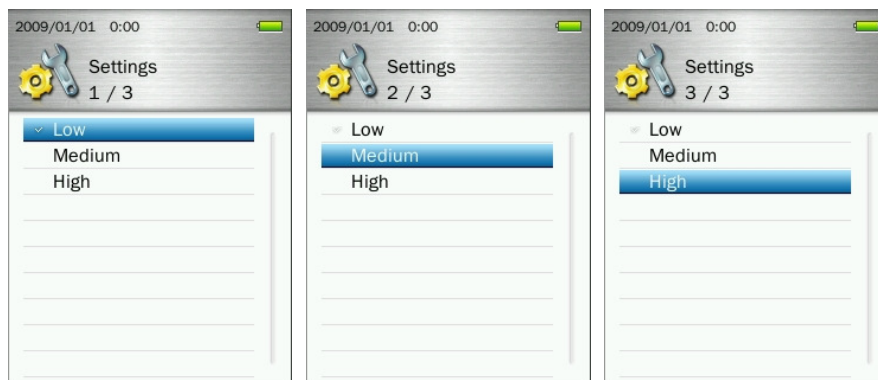 2009/01/01 0:00
Settings
1 / 3
Low
Medium
High
2009/01/01 0:00
Settings
2 / 3
Low
Medium
High
2009/01/01 0:00
Settings
3 / 3
Low
Medium
High